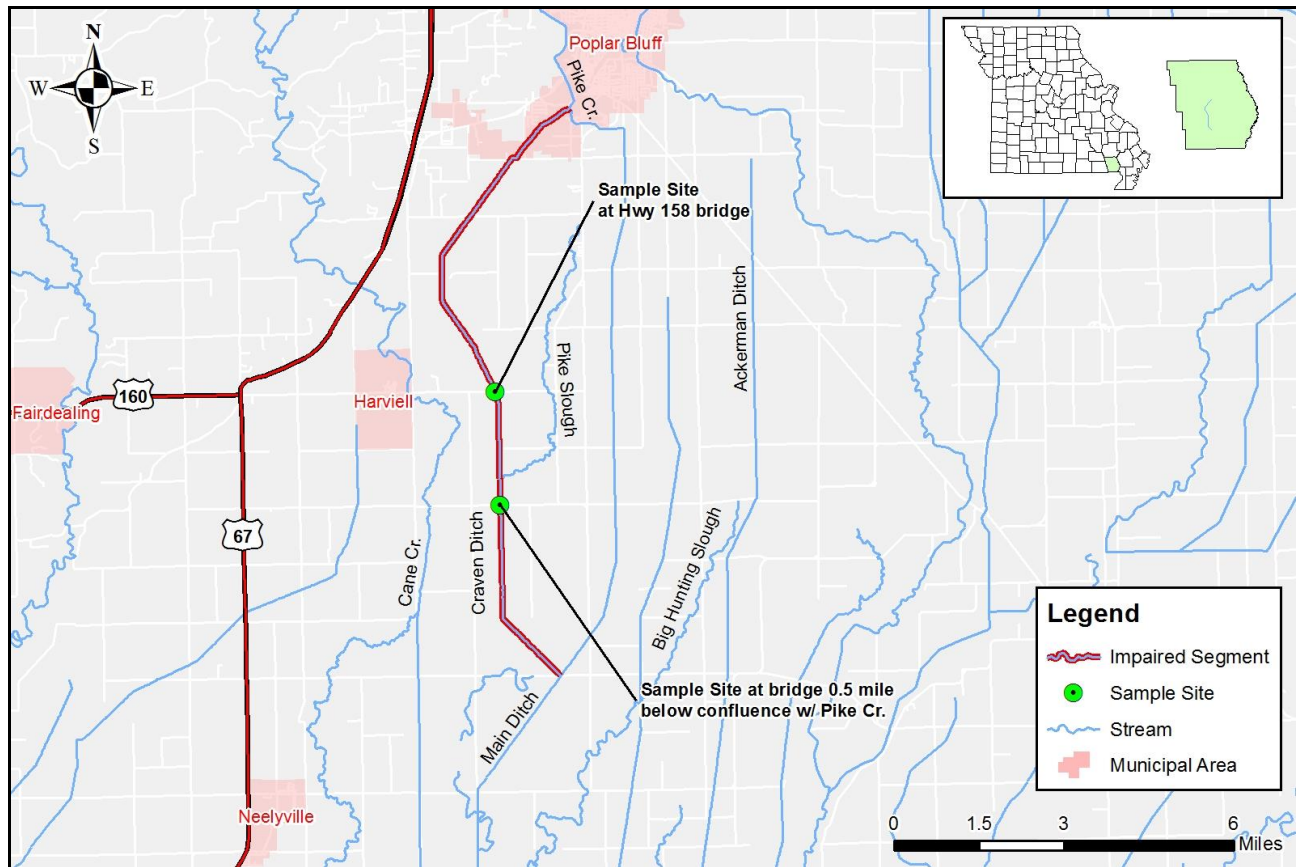 N
W
E
S
Poplar Bluff
Pike Cr.
Sample Site
at Hwy 158 bridge
Pike Slough
Ackerman Ditch
160
Fairdealing
Harviell
67
Cane Cr.
Craven Ditch
Big Hunting Slough
Main Ditch
Sample Site at bridge 0.5 mile
below confluence w/ Pike Cr.
Neelyville
Legend
Impaired Segment
Sample Site
Stream
Municipal Area
0 1.5 3 6
Miles